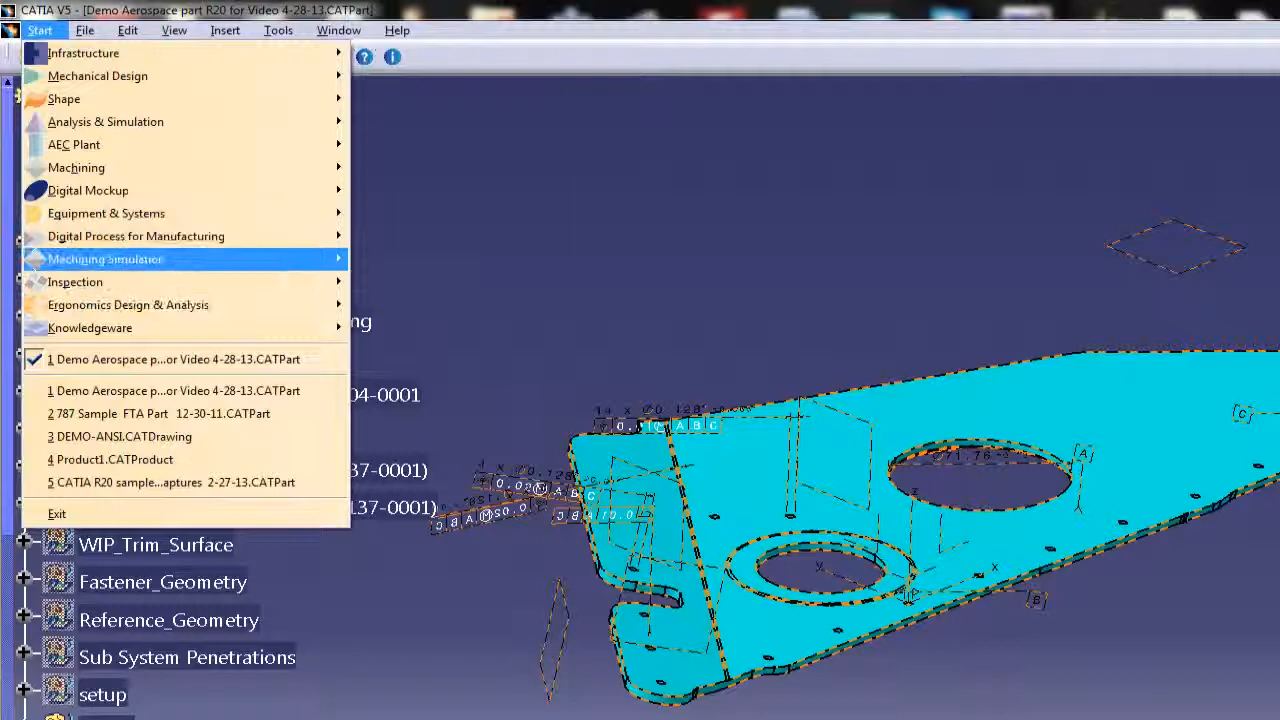 CATIA V5 - [Demo Aerospace part R20 for Video 4-28-13.CATPart]
Start File Edit View Insert Tools Window Help
Infrastructure
Mechanical Design
Shape
Analysis & Simulation
AEC Plant
Machining
Digital Mockup
Equipment & Systems
Digital Process for Manufacturing
Machining Simulation
Inspection
Ergonomics Design & Analysis
Knowledgeware
1 Demo Aerospace p...or Video 4-28-13.CATPart
1 Demo Aerospace p...or Video 4-28-13.CATPart
2 787 Sample FTA Part 12-30-11.CATPart
3 DEMO-ANSI.CATDrawing
4 Product1.CATProduct
5 CATIA R20 sample...aptures 2-27-13.CATPart
Exit
ng
04-0001
37-0001)
137-0001)
WIP_Trim_Surface
Fastener_Geometry
Reference_Geometry
Sub System Penetrations
setup
A B C
A B C
C
A
B
z
y
x